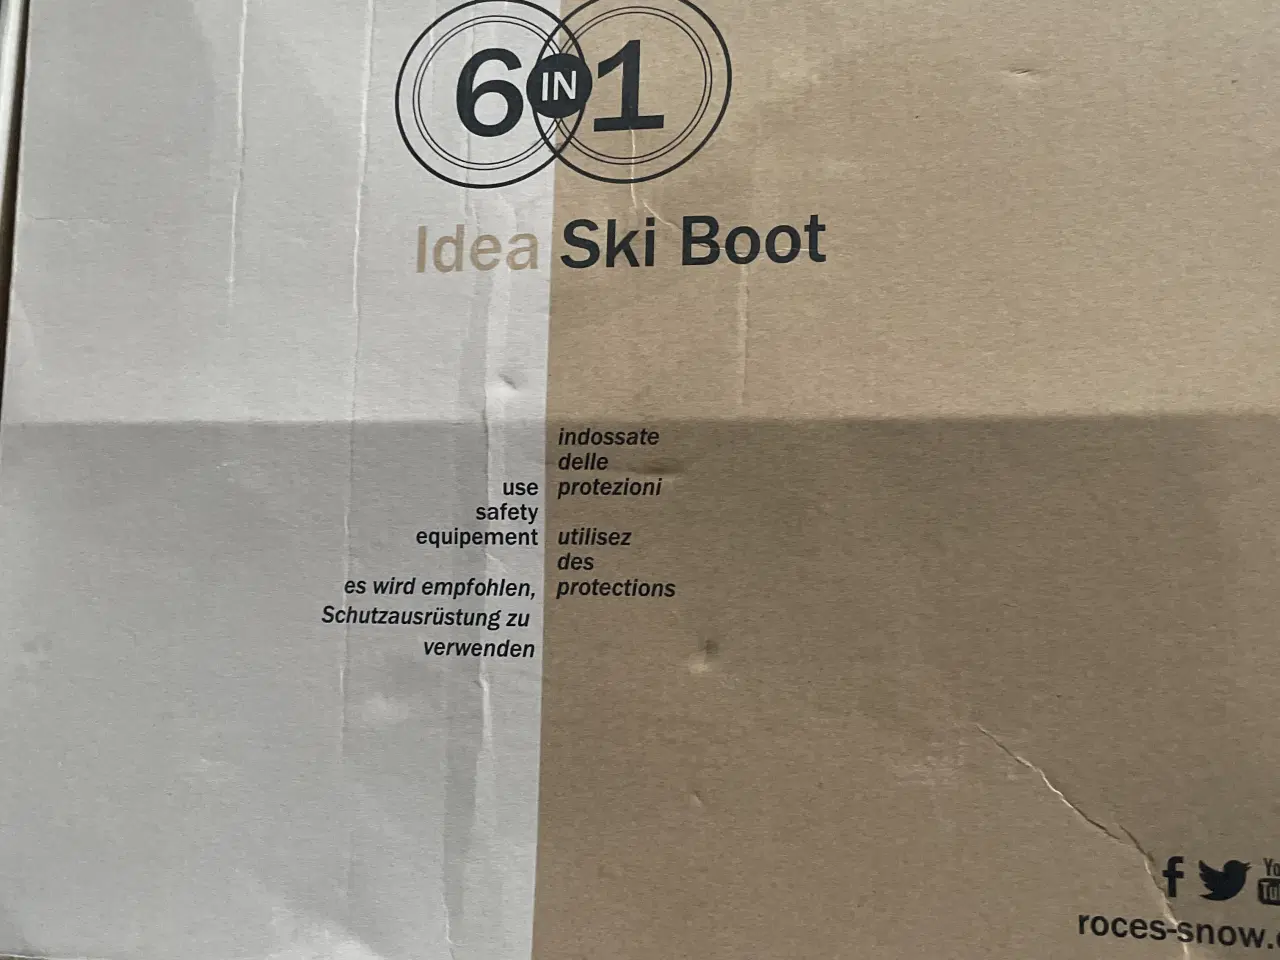 6 IN 1
Idea Ski Boot
use
safety
equipement
es wird empfohlen,
Schutzausrüstung zu
verwenden
indossate
delle
protezioni
utilisez
des
protections
f
You
roces-snow.